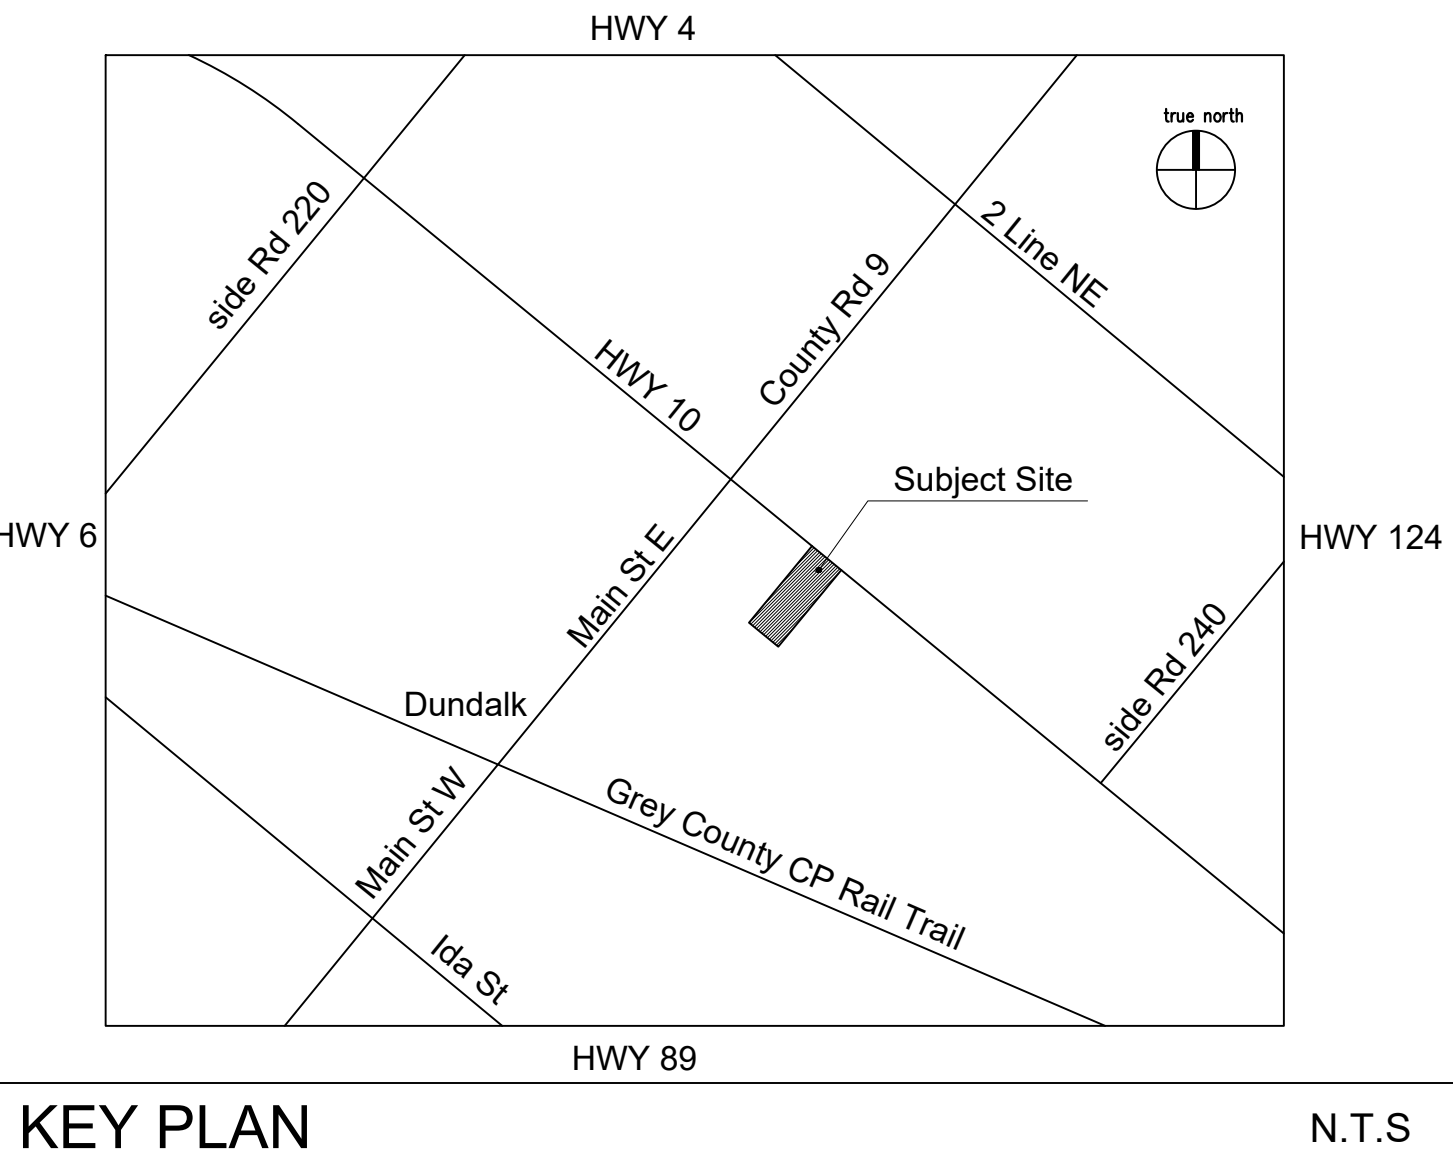 HWY 4
true north
side Rd 220
2 Line NE
County Rd 9
HWY 10
Subject Site
HWY 6
HWY 124
Main St E
side Rd 240
Dundalk
Main St W
Grey County CP Rail Trail
Ida St
HWY 89
KEY PLAN
N.T.S